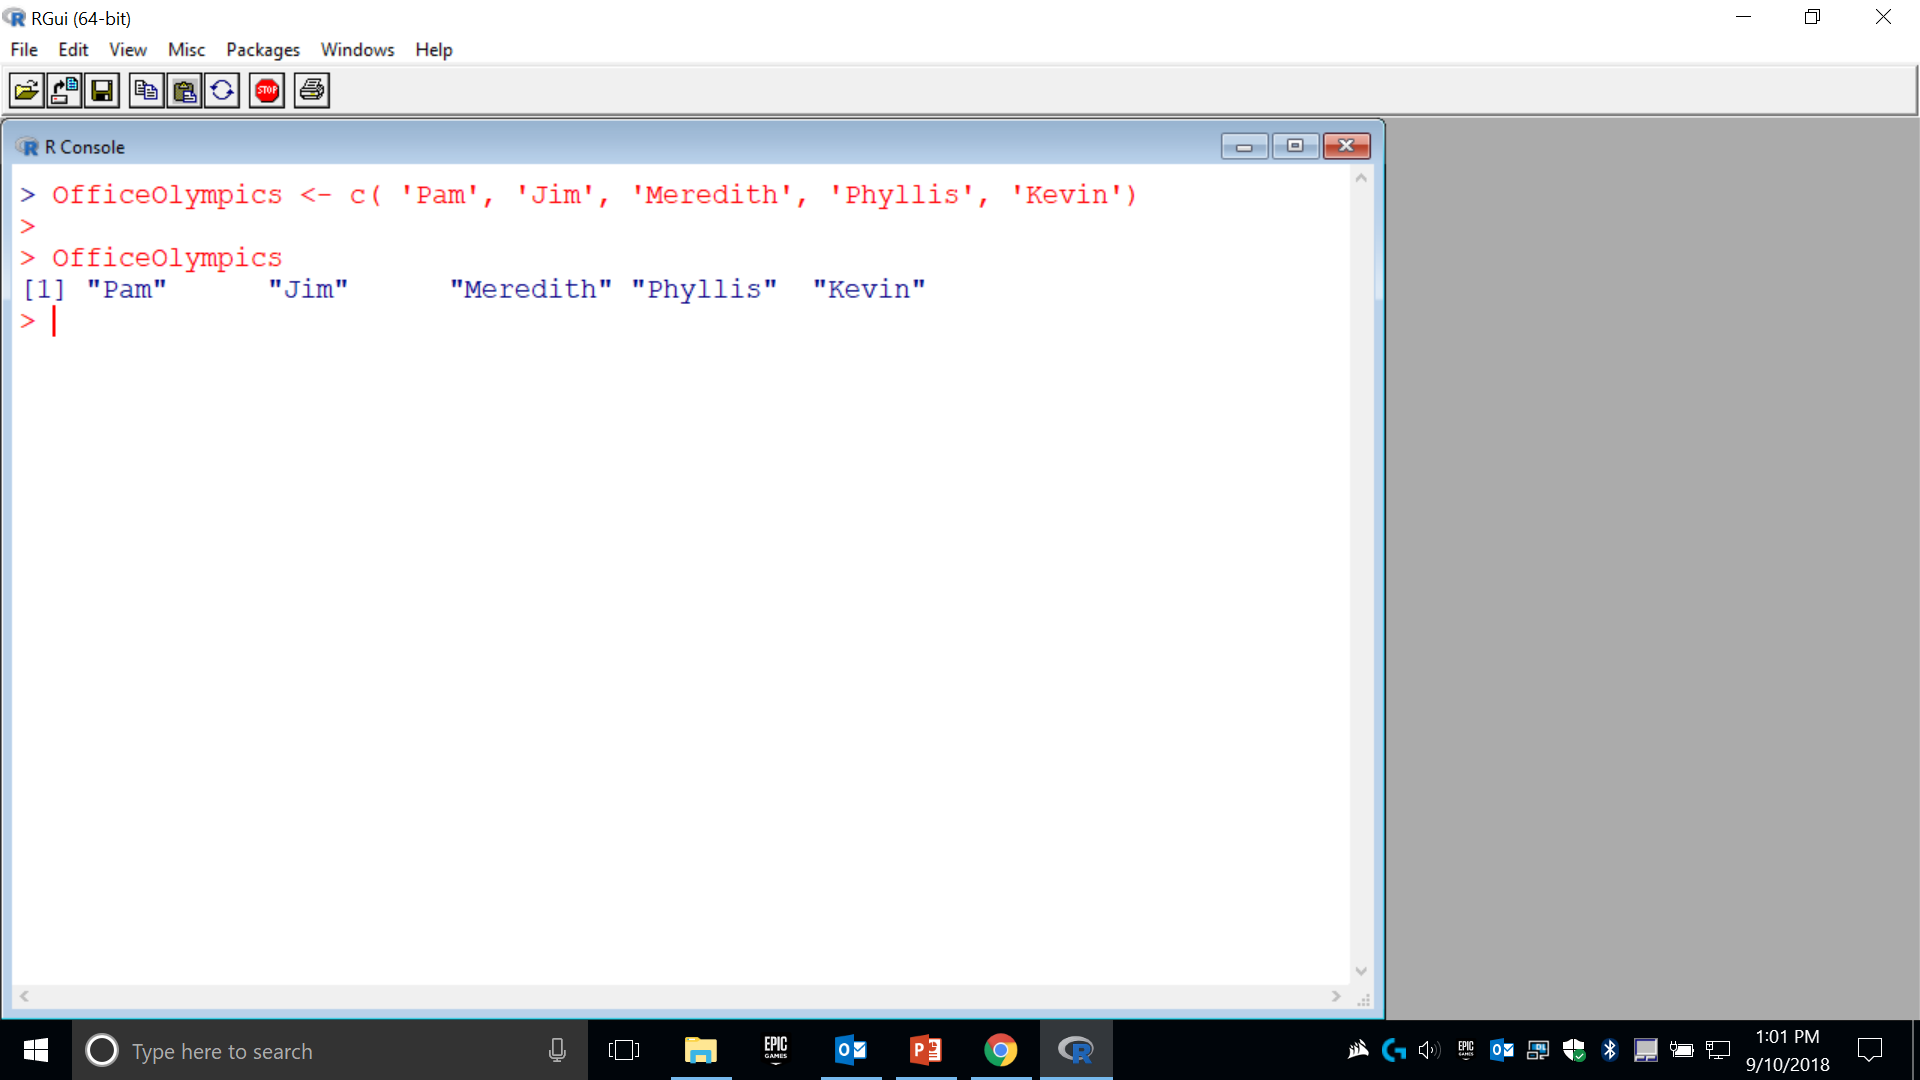 RGui (64-bit)
File Edit View Misc Packages Windows Help
STOP
R Console
> OfficeOlympics <- c( 'Pam', 'Jim', 'Meredith', 'Phyllis', 'Kevin')
>
> OfficeOlympics
[1] "Pam"      "Jim"      "Meredith" "Phyllis"  "Kevin"
>
Type here to search
EPIC GAMES
1:01 PM
9/10/2018